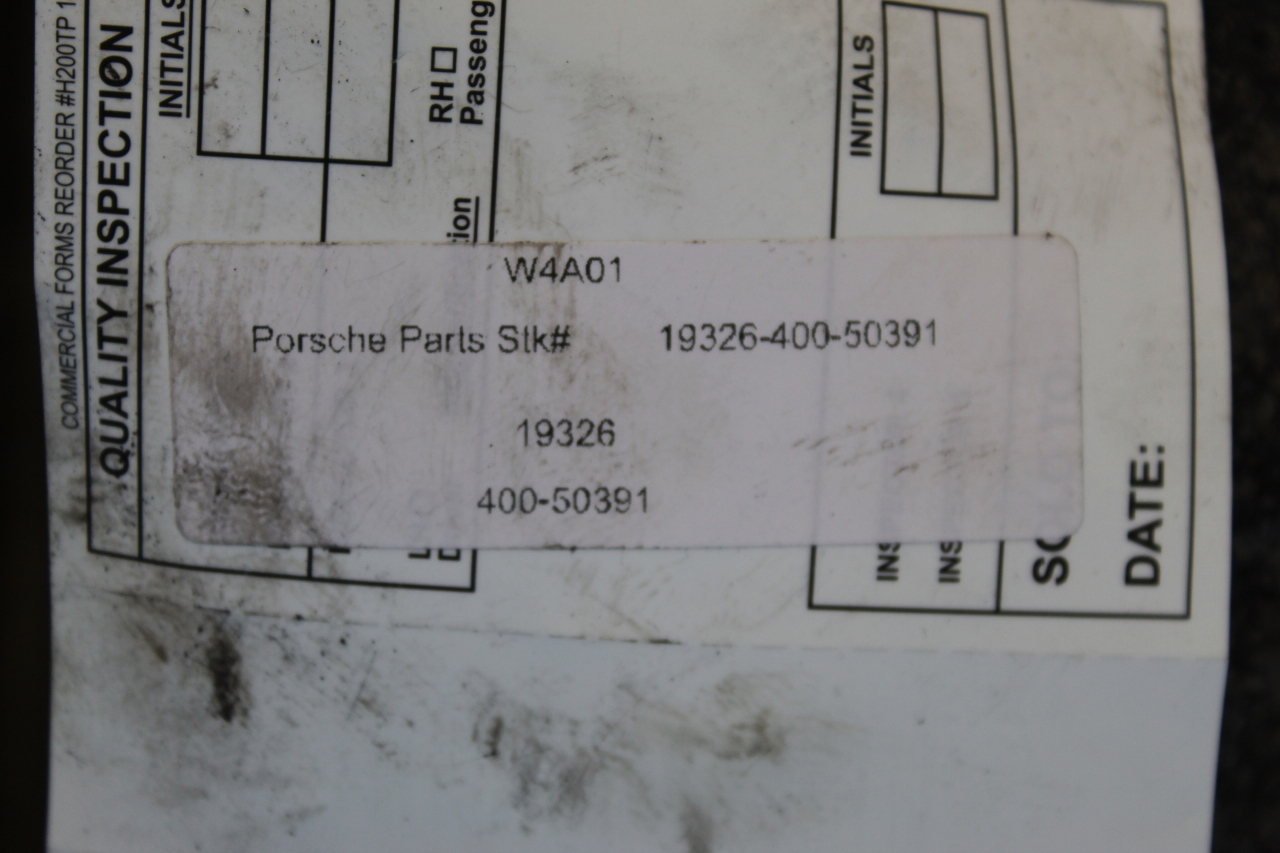 COMMERCIAL FORMS REORDER #H200TP 1
QUALITY INSPECTION
INITIALS
RH
Passeng
INITIALS
W4A01
Porsche Parts Stk# 19326-400-50391
19326
400-50391
DATE: